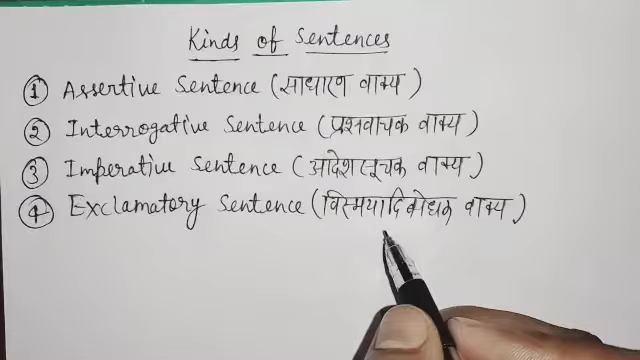 Kinds of Sentences
① Assertive Sentence (साधारण वाक्य)
② Interrogative Sentence (प्रश्नवाचक वाक्य)
③ Imperative Sentence (आदेशसूचक वाक्य)
④ Exclamatory Sentence (विस्मयादिबोधक वाक्य)